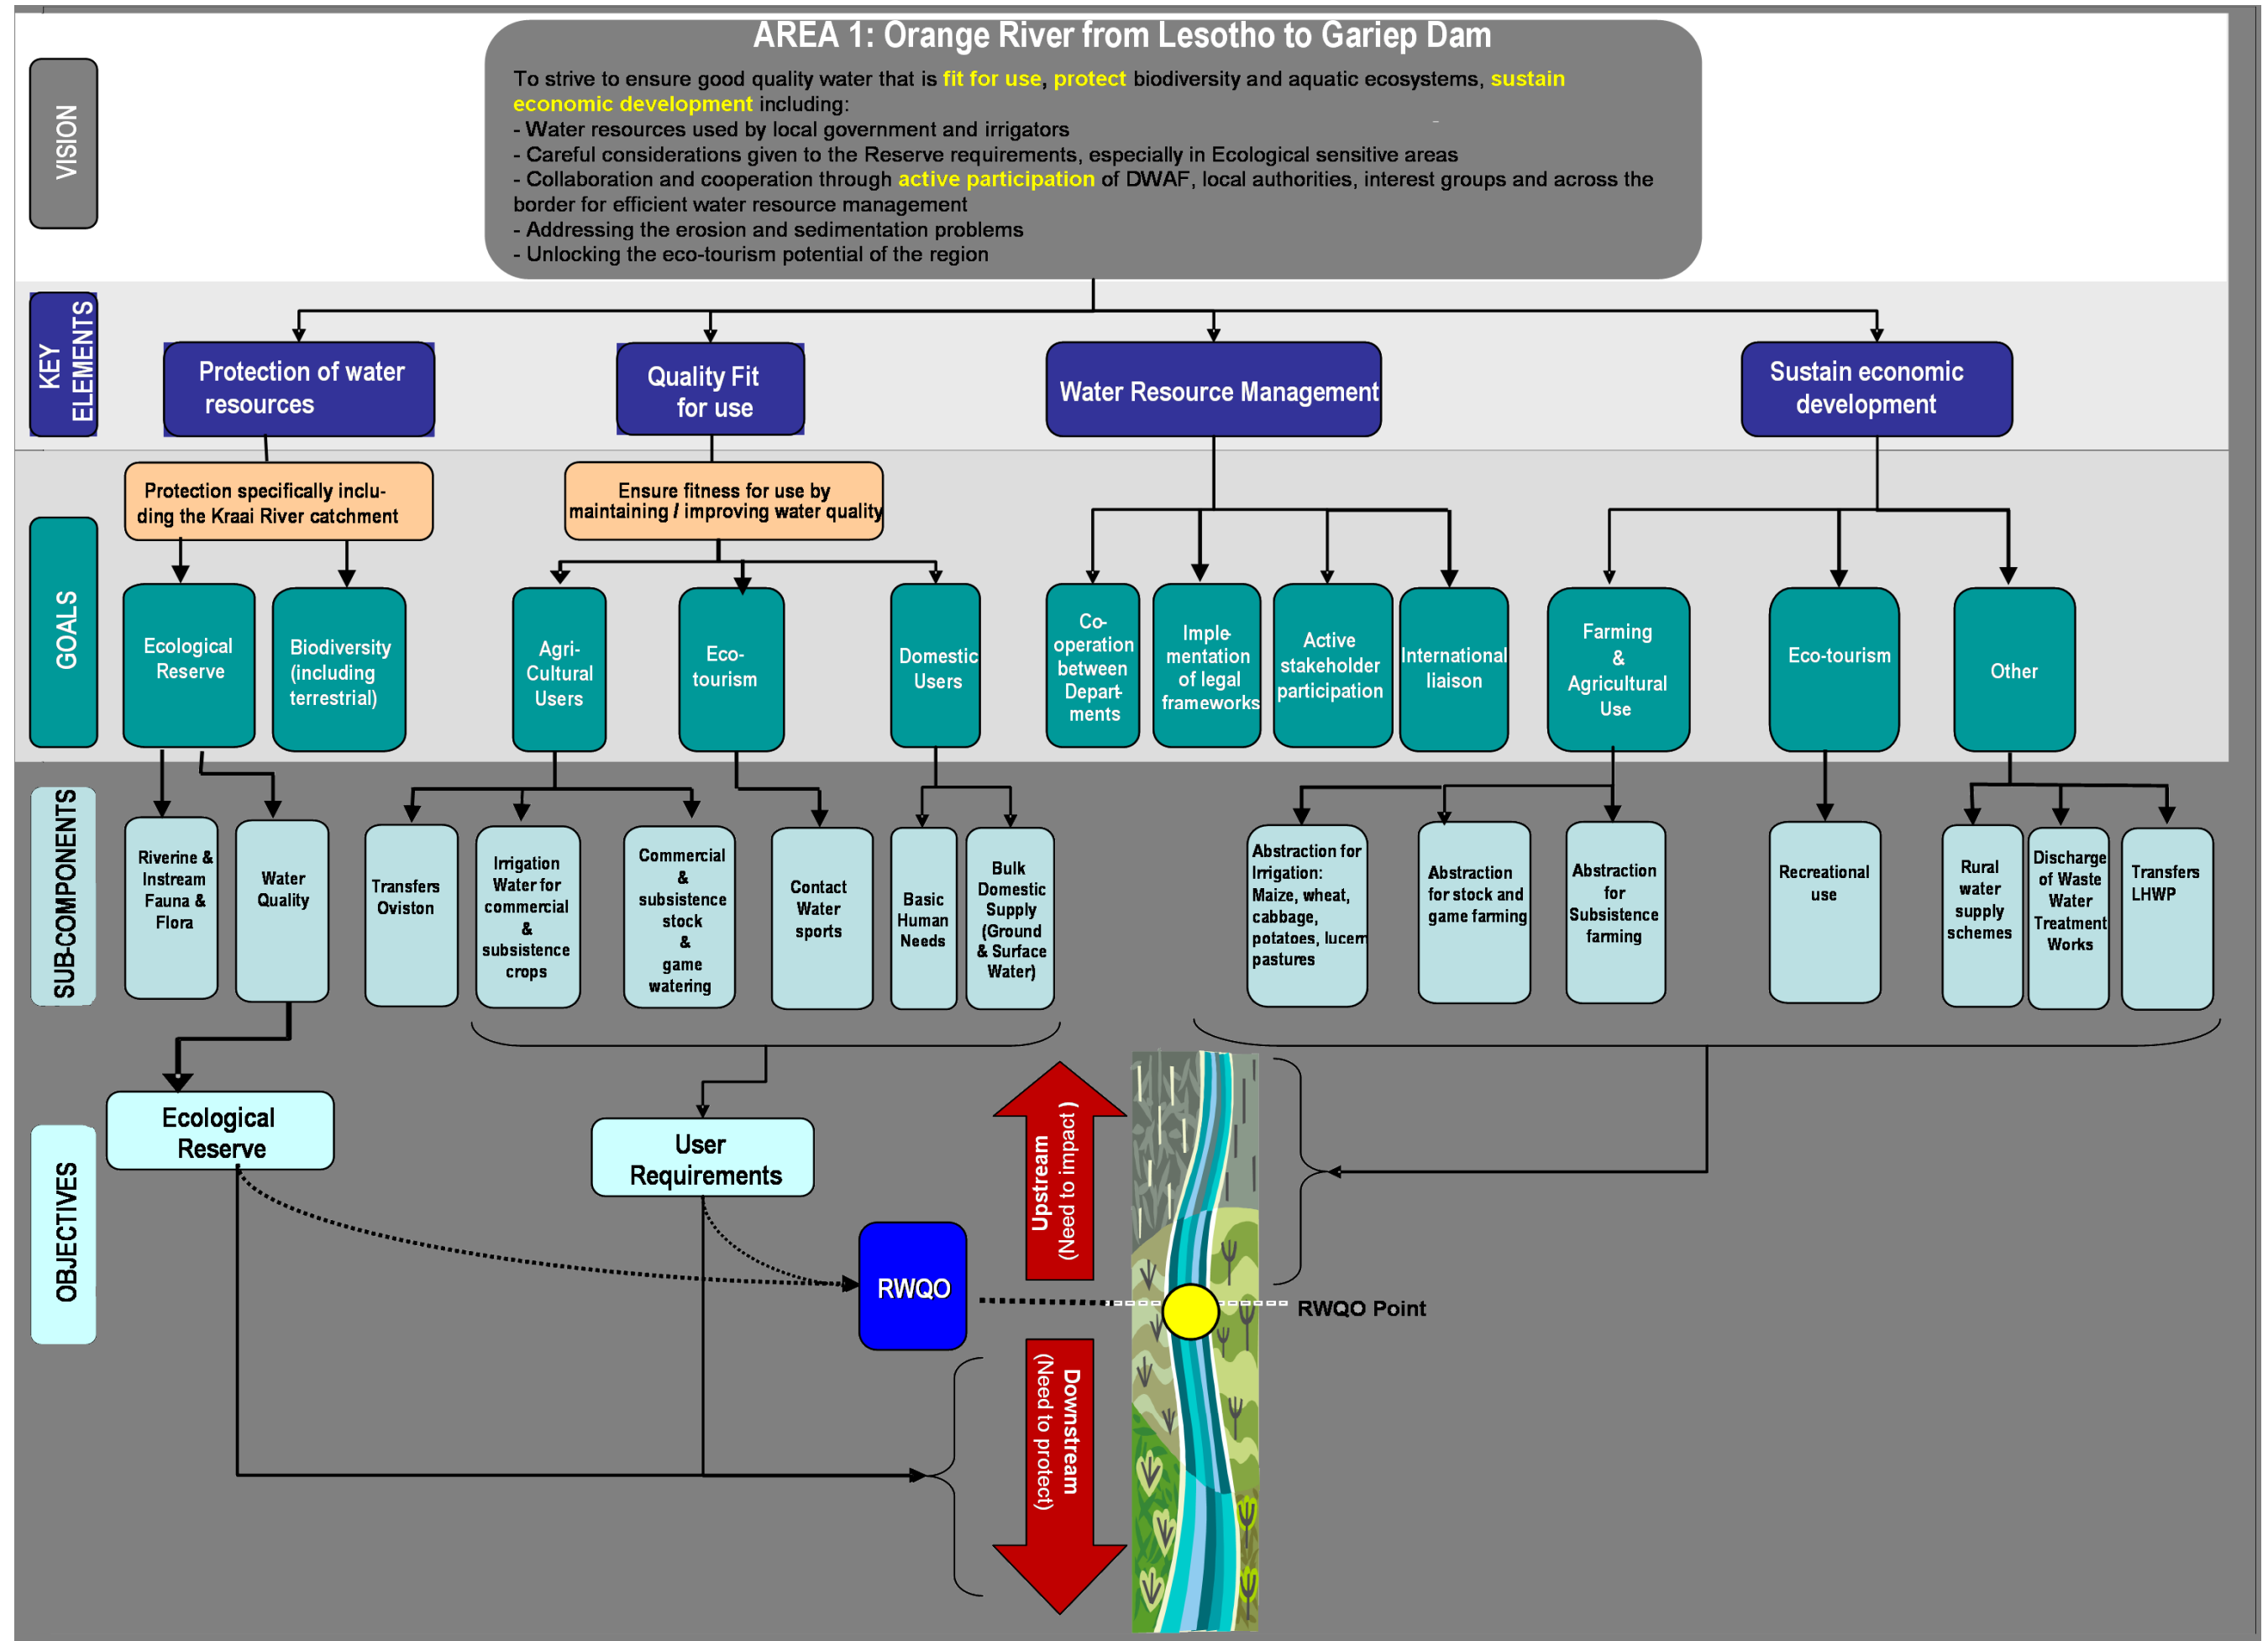 AREA 1: Orange River from Lesotho to Gariep Dam
VISION
To strive to ensure good quality water that is fit for use, protect biodiversity and aquatic ecosystems, sustain
economic development including:
- Water resources used by local government and irrigators
- Careful considerations given to the Reserve requirements, especially in Ecological sensitive areas
- Collaboration and cooperation through active participation of DWAF, local authorities, interest groups and across the
border for efficient water resource management
- Addressing the erosion and sedimentation problems
- Unlocking the eco-tourism potential of the region
KEY
ELEMENTS
Protection of water
resources
Quality Fit
for use
Water Resource Management
Sustain economic
development
GOALS
Protection specifically inclu-
ding the Kraai River catchment
Ensure fitness for use by
maintaining / improving water quality
Ecological
Reserve
Biodiversity
(including
terrestrial)
Agri-
Cultural
Users
Eco-
tourism
Domestic
Users
Co-
operation
between
Depart-
ments
Imple-
mentation
of legal
frameworks
Active
stakeholder
participation
International
liaison
Farming
&
Agricultural
Use
Eco-tourism
Other
SUB-COMPONENTS
Riverine &
Instream
Fauna &
Flora
Water
Quality
Transfers
Oviston
Irrigation
Water for
commercial
&
subsistence
crops
Commercial
&
subsistence
stock
&
game
watering
Contact
Water
sports
Basic
Human
Needs
Bulk
Domestic
Supply
(Ground
& Surface
Water)
Abstraction for
Irrigation:
Maize, wheat,
cabbage,
potatoes, lucern
pastures
Abstraction
for stock and
game farming
Abstraction
for
Subsistence
farming
Recreational
use
Rural
water
supply
schemes
Discharge
of Waste
Water
Treatment
Works
Transfers
LHWP
OBJECTIVES
Ecological
Reserve
User
Requirements
RWQO
Upstream
(Need to impact)
RWQO Point
Downstream
(Need to protect)